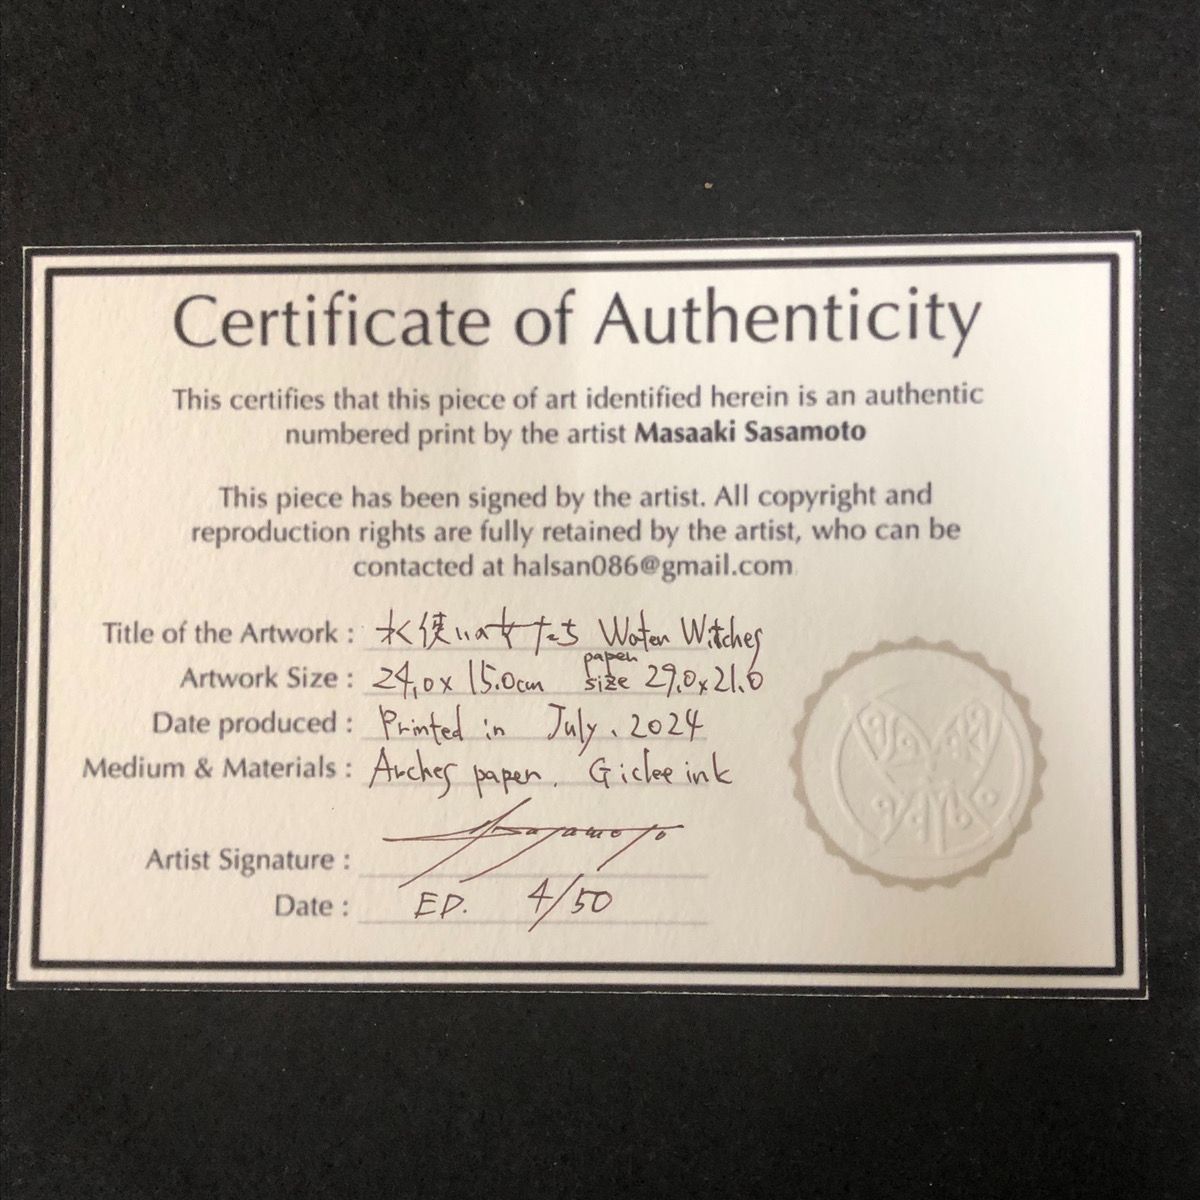 Certificate of Authenticity
This certifies that this piece of art identified herein is an authentic
numbered print by the artist Masaaki Sasamoto
This piece has been signed by the artist. All copyright and
reproduction rights are fully retained by the artist, who can be
contacted at halsan086@gmail.com
Title of the Artwork : 水使いの女たち Water Witches
Artwork Size : 24.0 x 15.0cm paper size 29.0 x 21.0
Date produced : Printed in July, 2024
Medium & Materials : Arches paper. Giclee ink
Artist Signature : Sasamoto
Date : ED. 4/50